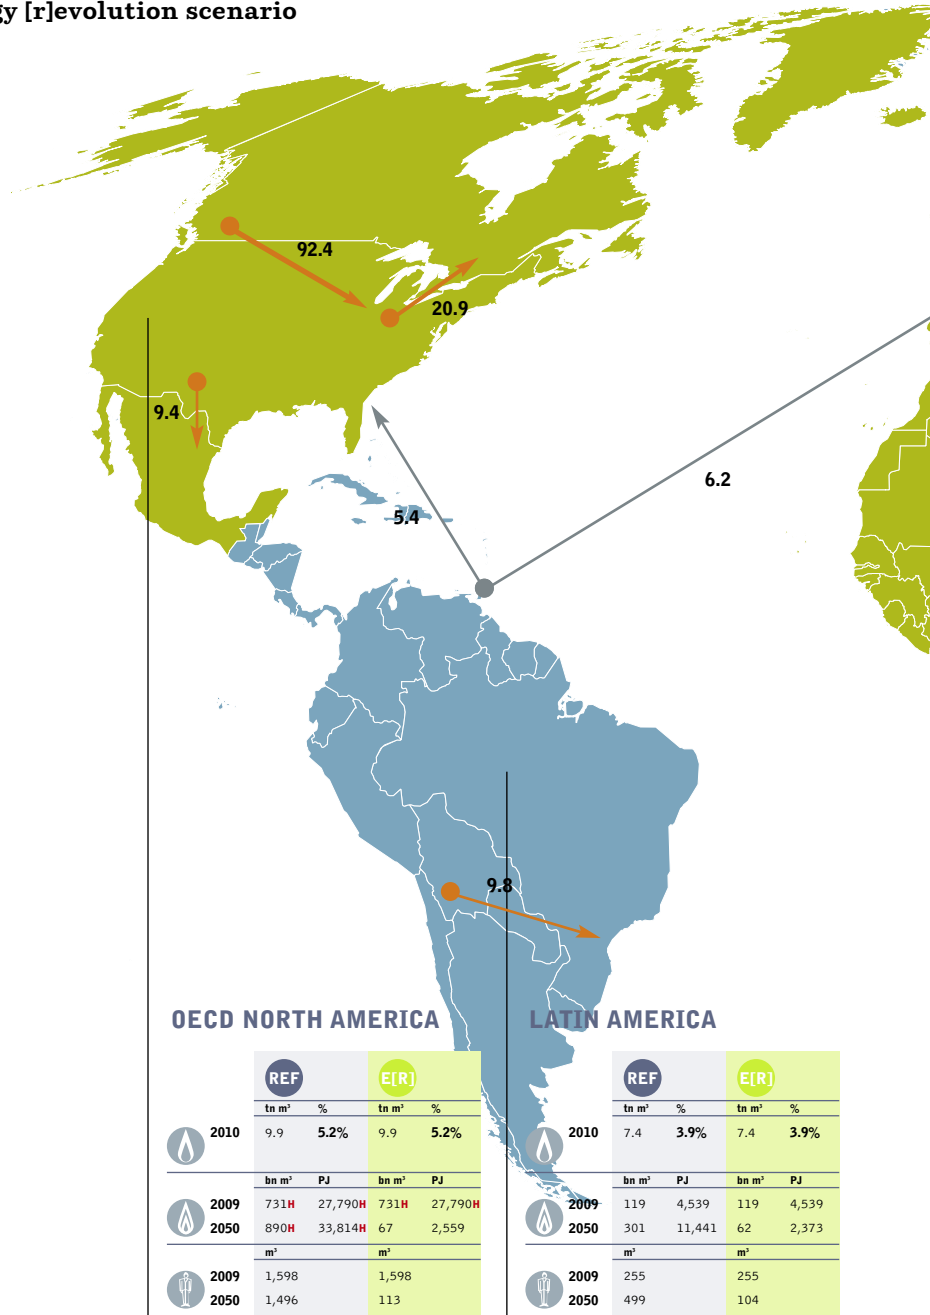 y [r]evolution scenario
92.4
20.9
9.4
6.2
5.4
9.8
OECD NORTH AMERICA
REF E[R]
tn m³ % tn m³ %
2010 9.9 5.2% 9.9 5.2%
bn m³ PJ bn m³ PJ
2009 731H 27,790H 731H 27,790H
2050 890H 33,814H 67 2,559
m³ m³
2009 1,598 1,598
2050 1,496 113
LATIN AMERICA
REF E[R]
tn m³ % tn m³ %
2010 7.4 3.9% 7.4 3.9%
bn m³ PJ bn m³ PJ
2009 119 4,539 119 4,539
2050 301 11,441 62 2,373
m³ m³
2009 255 255
2050 499 104